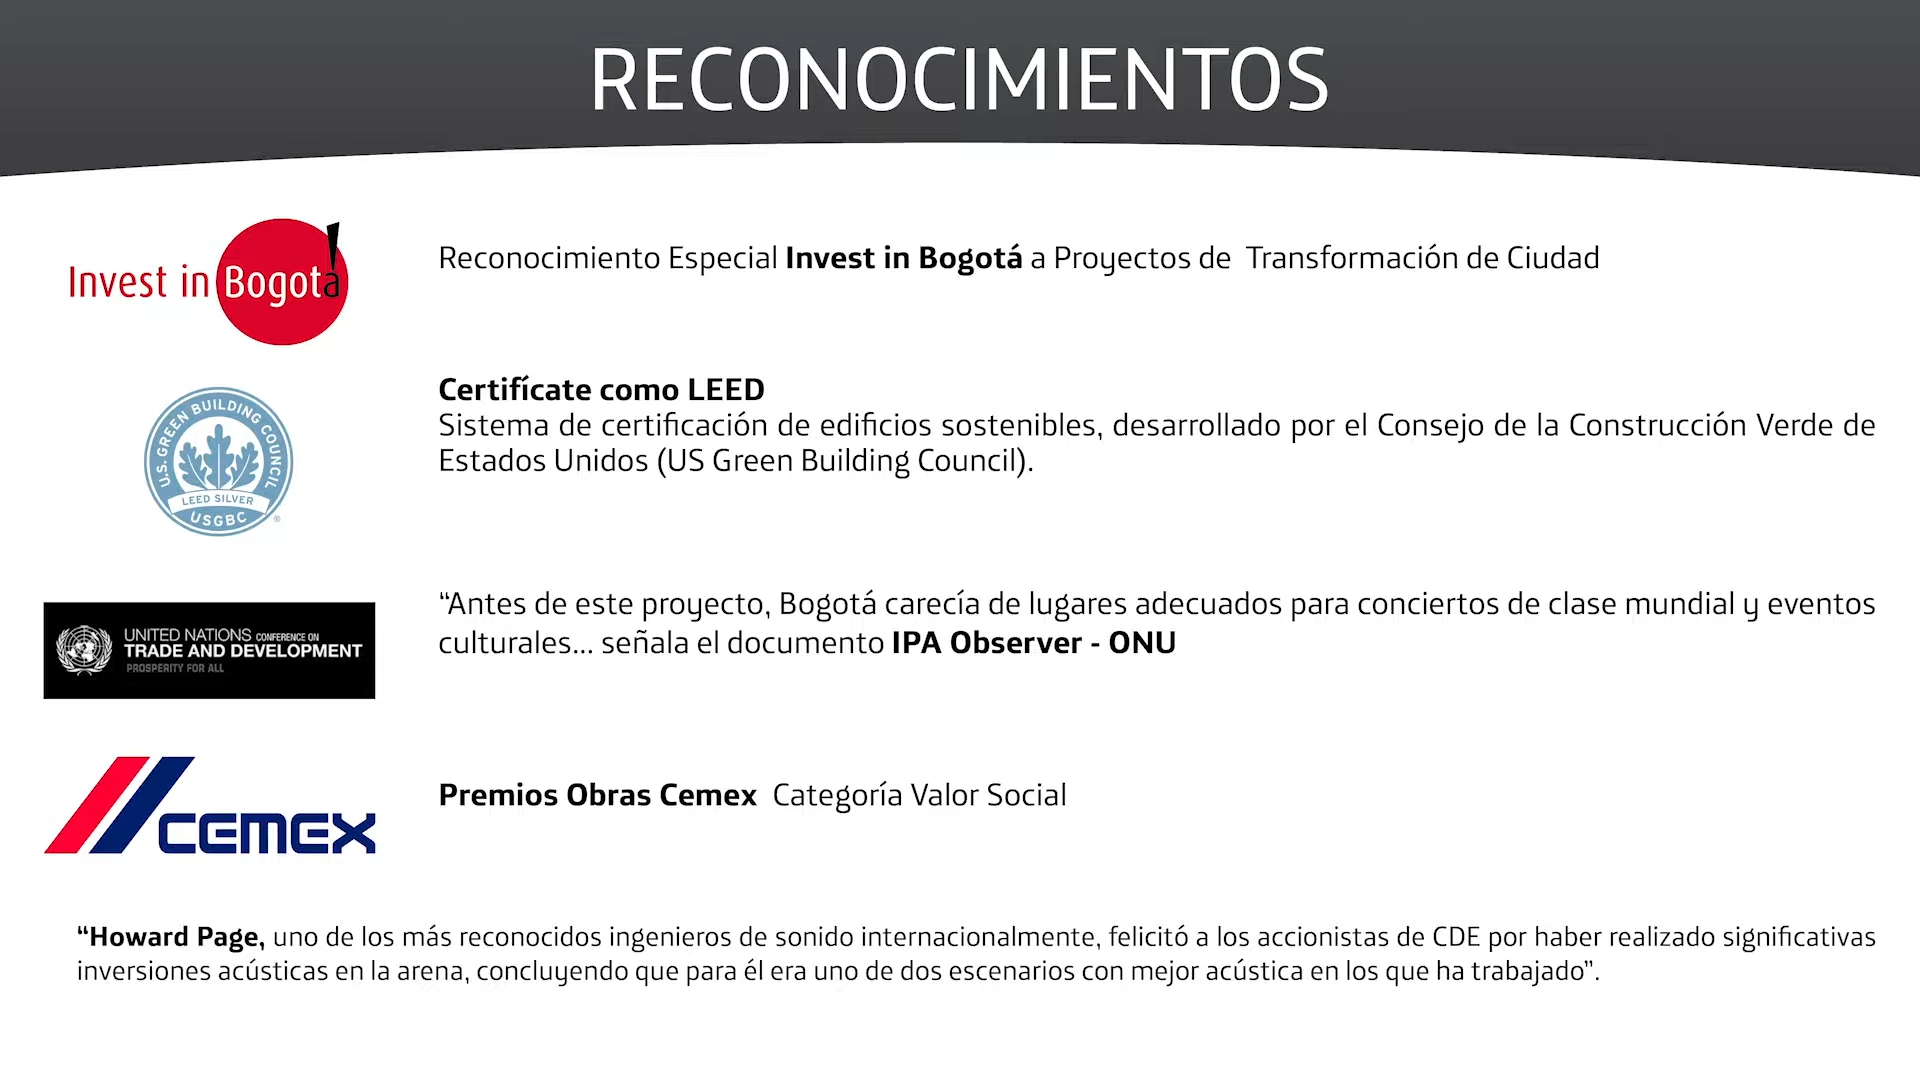 RECONOCIMIENTOS
Invest in Bogotá
Reconocimiento Especial Invest in Bogotá a Proyectos de  Transformación de Ciudad
U.S. GREEN BUILDING COUNCIL
LEED SILVER
USGBC ®
Certifícate como LEED
Sistema de certificación de edificios sostenibles, desarrollado por el Consejo de la Construcción Verde de
Estados Unidos (US Green Building Council).
UNITED NATIONS CONFERENCE ON
TRADE AND DEVELOPMENT
PROSPERITY FOR ALL
“Antes de este proyecto, Bogotá carecía de lugares adecuados para conciertos de clase mundial y eventos
culturales... señala el documento IPA Observer - ONU
CEMEX
Premios Obras Cemex  Categoría Valor Social
“Howard Page, uno de los más reconocidos ingenieros de sonido internacionalmente, felicitó a los accionistas de CDE por haber realizado significativas
inversiones acústicas en la arena, concluyendo que para él era uno de dos escenarios con mejor acústica en los que ha trabajado”.